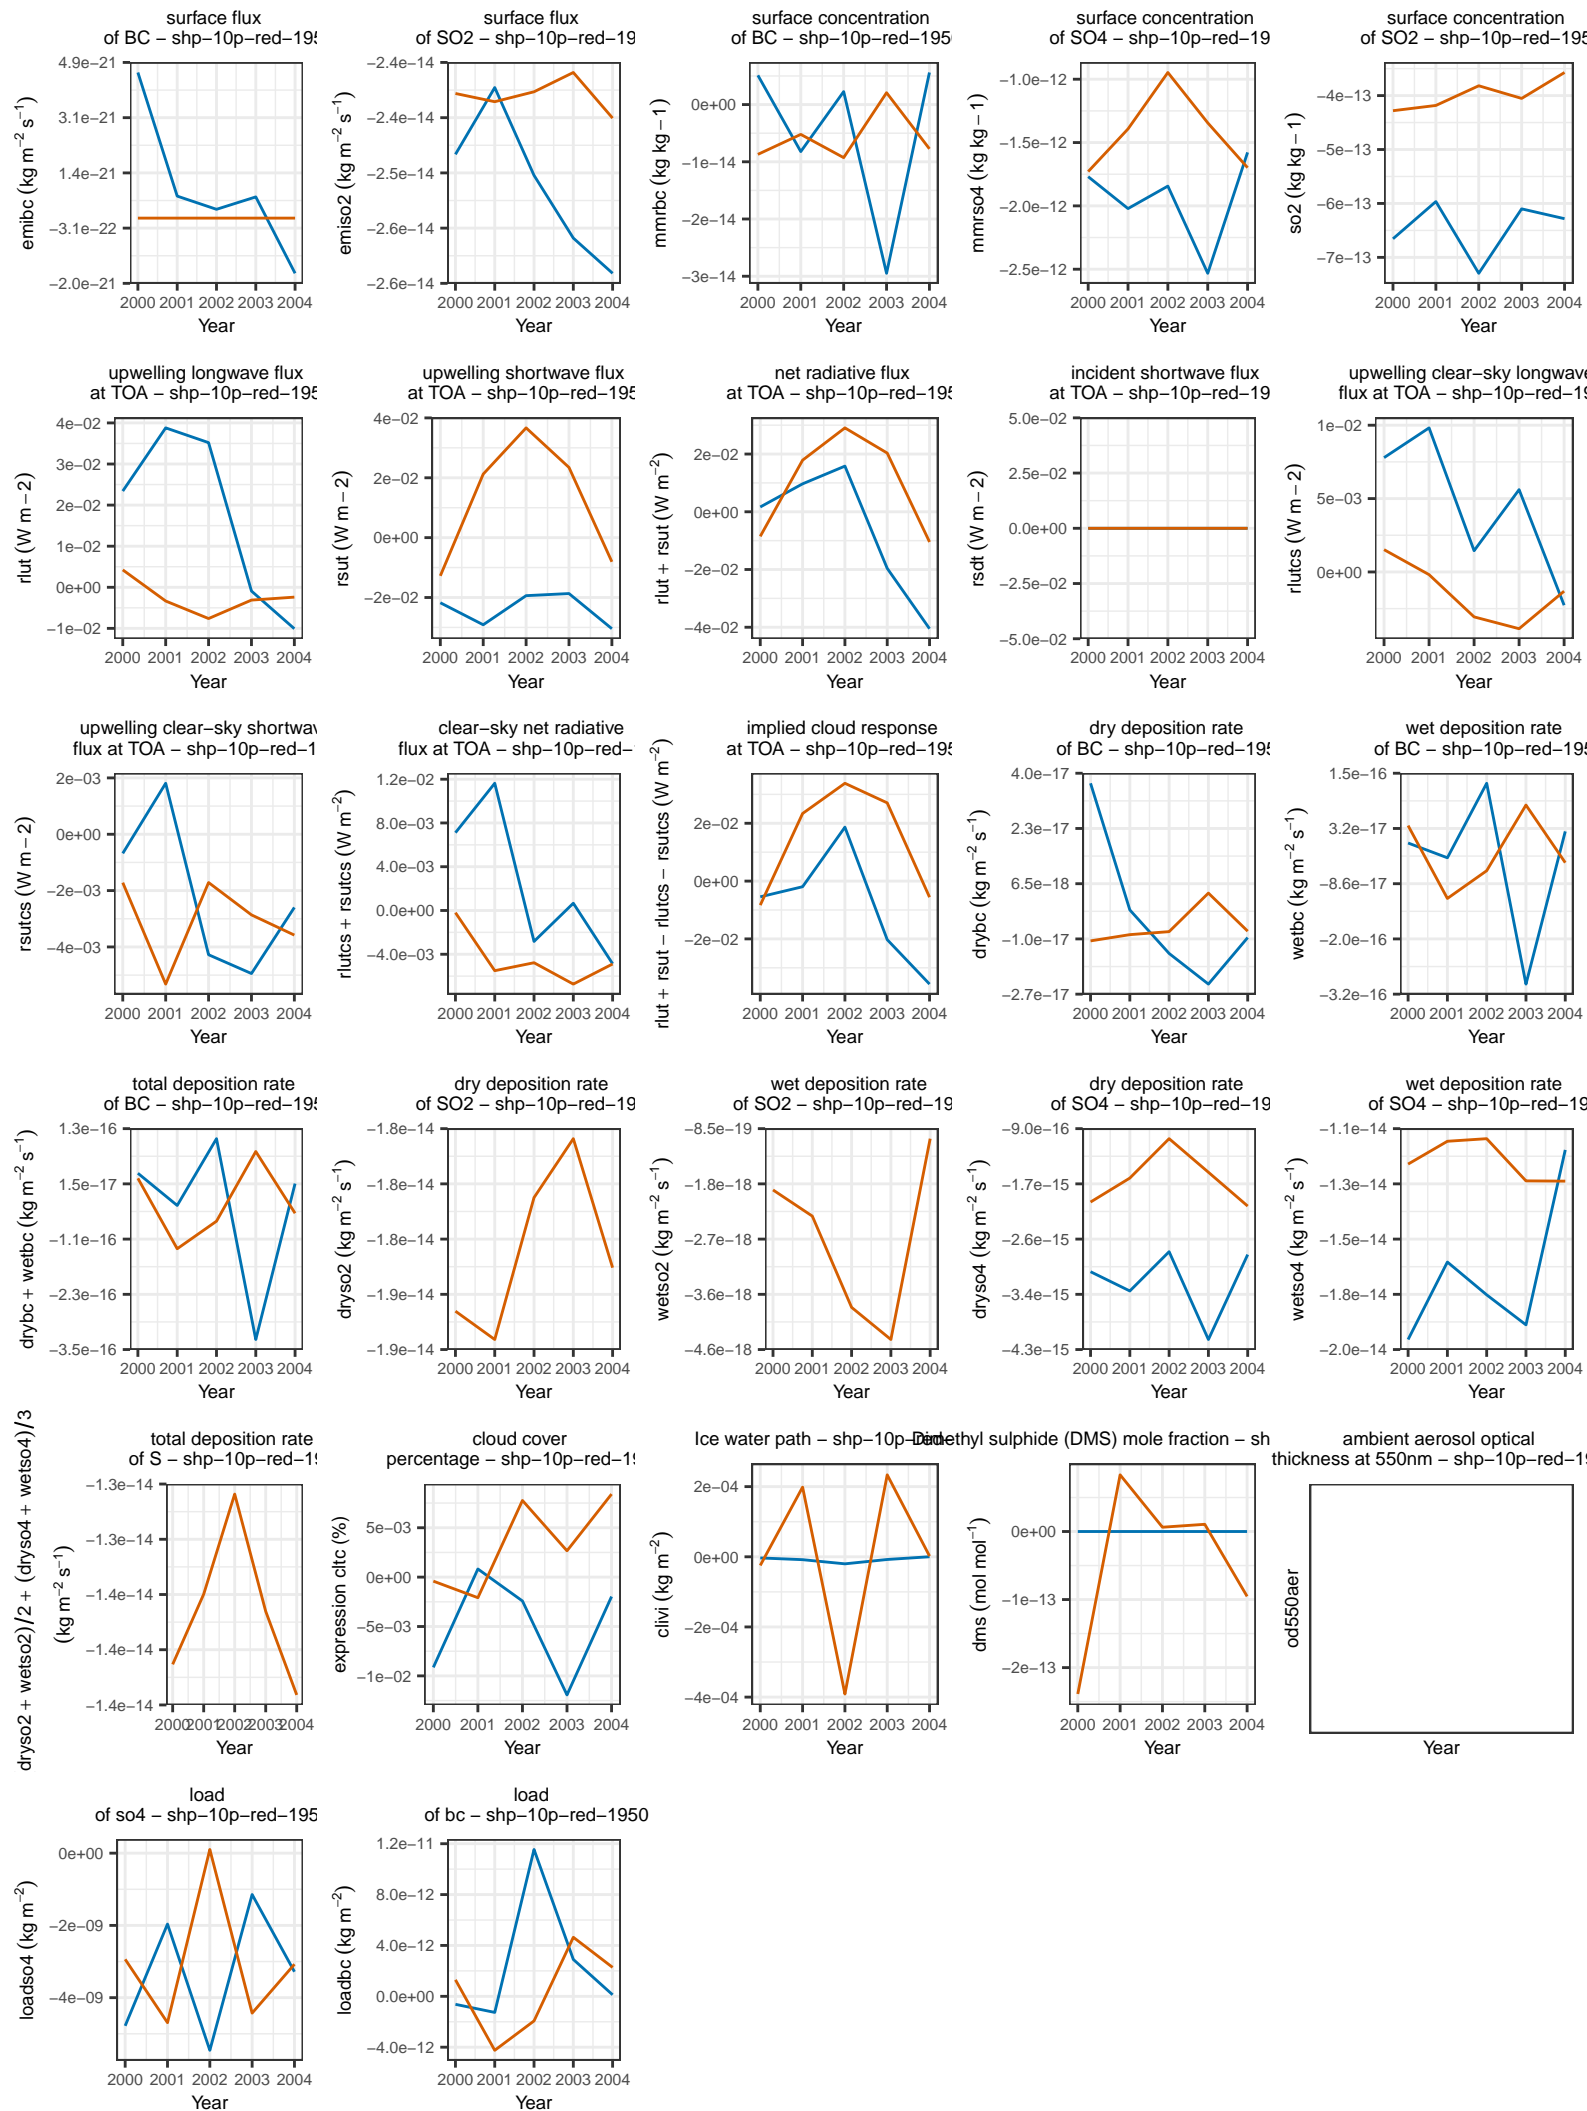 surface flux
of BC − shp−10p−red−195
emibc (kg m−2 s−1)
4.9e−21
3.1e−21
1.4e−21
−3.1e−22
−2.0e−21
2000 2001 2002 2003 2004
Year
surface flux
of SO2 − shp−10p−red−19
emiso2 (kg m−2 s−1)
−2.4e−14
−2.4e−14
−2.5e−14
−2.6e−14
−2.6e−14
2000 2001 2002 2003 2004
Year
surface concentration
of BC − shp−10p−red−195
mmrbc (kg kg − 1)
0e+00
−1e−14
−2e−14
−3e−14
2000 2001 2002 2003 2004
Year
surface concentration
of SO4 − shp−10p−red−19
mmrso4 (kg kg − 1)
−1.0e−12
−1.5e−12
−2.0e−12
−2.5e−12
2000 2001 2002 2003 2004
Year
surface concentration
of SO2 − shp−10p−red−195
so2 (kg kg − 1)
−4e−13
−5e−13
−6e−13
−7e−13
2000 2001 2002 2003 2004
Year
upwelling longwave flux
at TOA − shp−10p−red−195
rlut (W m − 2)
4e−02
3e−02
2e−02
1e−02
0e+00
−1e−02
2000 2001 2002 2003 2004
Year
upwelling shortwave flux
at TOA − shp−10p−red−195
rsut (W m − 2)
4e−02
2e−02
0e+00
−2e−02
2000 2001 2002 2003 2004
Year
net radiative flux
at TOA − shp−10p−red−195
rlut + rsut (W m−2)
2e−02
0e+00
−2e−02
−4e−02
2000 2001 2002 2003 2004
Year
incident shortwave flux
at TOA − shp−10p−red−19
rsdt (W m − 2)
5.0e−02
2.5e−02
0.0e+00
−2.5e−02
−5.0e−02
2000 2001 2002 2003 2004
Year
upwelling clear−sky longwave
flux at TOA − shp−10p−red−19
rlutcs (W m − 2)
1e−02
5e−03
0e+00
2000 2001 2002 2003 2004
Year
upwelling clear−sky shortwav
flux at TOA − shp−10p−red−1
rsutcs (W m − 2)
2e−03
0e+00
−2e−03
−4e−03
2000 2001 2002 2003 2004
Year
clear−sky net radiative
flux at TOA − shp−10p−red−
rlutcs + rsutcs (W m−2)
1.2e−02
8.0e−03
4.0e−03
0.0e+00
−4.0e−03
2000 2001 2002 2003 2004
Year
implied cloud response
at TOA − shp−10p−red−195
rlut + rsut − rlutcs − rsutcs (W m−2)
2e−02
0e+00
−2e−02
2000 2001 2002 2003 2004
Year
dry deposition rate
of BC − shp−10p−red−195
drybc (kg m−2 s−1)
4.0e−17
2.3e−17
6.5e−18
−1.0e−17
−2.7e−17
2000 2001 2002 2003 2004
Year
wet deposition rate
of BC − shp−10p−red−195
wetbc (kg m−2 s−1)
1.5e−16
3.2e−17
−8.6e−17
−2.0e−16
−3.2e−16
2000 2001 2002 2003 2004
Year
total deposition rate
of BC − shp−10p−red−195
drybc + wetbc (kg m−2 s−1)
1.3e−16
1.5e−17
−1.1e−16
−2.3e−16
−3.5e−16
2000 2001 2002 2003 2004
Year
dry deposition rate
of SO2 − shp−10p−red−19
dryso2 (kg m−2 s−1)
−1.8e−14
−1.8e−14
−1.8e−14
−1.9e−14
−1.9e−14
2000 2001 2002 2003 2004
Year
wet deposition rate
of SO2 − shp−10p−red−19
wetso2 (kg m−2 s−1)
−8.5e−19
−1.8e−18
−2.7e−18
−3.6e−18
−4.6e−18
2000 2001 2002 2003 2004
Year
dry deposition rate
of SO4 − shp−10p−red−19
dryso4 (kg m−2 s−1)
−9.0e−16
−1.7e−15
−2.6e−15
−3.4e−15
−4.3e−15
2000 2001 2002 2003 2004
Year
wet deposition rate
of SO4 − shp−10p−red−19
wetso4 (kg m−2 s−1)
−1.1e−14
−1.3e−14
−1.5e−14
−1.8e−14
−2.0e−14
2000 2001 2002 2003 2004
Year
total deposition rate
of S − shp−10p−red−19
dryso2 + wetso2)/2 + (dryso4 + wetso4)/3
(kg m−2 s−1)
−1.3e−14
−1.3e−14
−1.4e−14
−1.4e−14
−1.4e−14
2000 2001 2002 2003 2004
Year
cloud cover
percentage − shp−10p−red−19
expression cltc (%)
5e−03
0e+00
−5e−03
−1e−02
2000 2001 2002 2003 2004
Year
Ice water path − shp−10p−red−
clivi (kg m−2)
2e−04
0e+00
−2e−04
−4e−04
2000 2001 2002 2003 2004
Year
Dimethyl sulphide (DMS) mole fraction − sh
dms (mol mol−1)
0e+00
−1e−13
−2e−13
2000 2001 2002 2003 2004
Year
ambient aerosol optical
thickness at 550nm − shp−10p−red−19
od550aer
Year
load
of so4 − shp−10p−red−195
loadso4 (kg m−2)
0e+00
−2e−09
−4e−09
2000 2001 2002 2003 2004
Year
load
of bc − shp−10p−red−1950
loadbc (kg m−2)
1.2e−11
8.0e−12
4.0e−12
0.0e+00
−4.0e−12
2000 2001 2002 2003 2004
Year